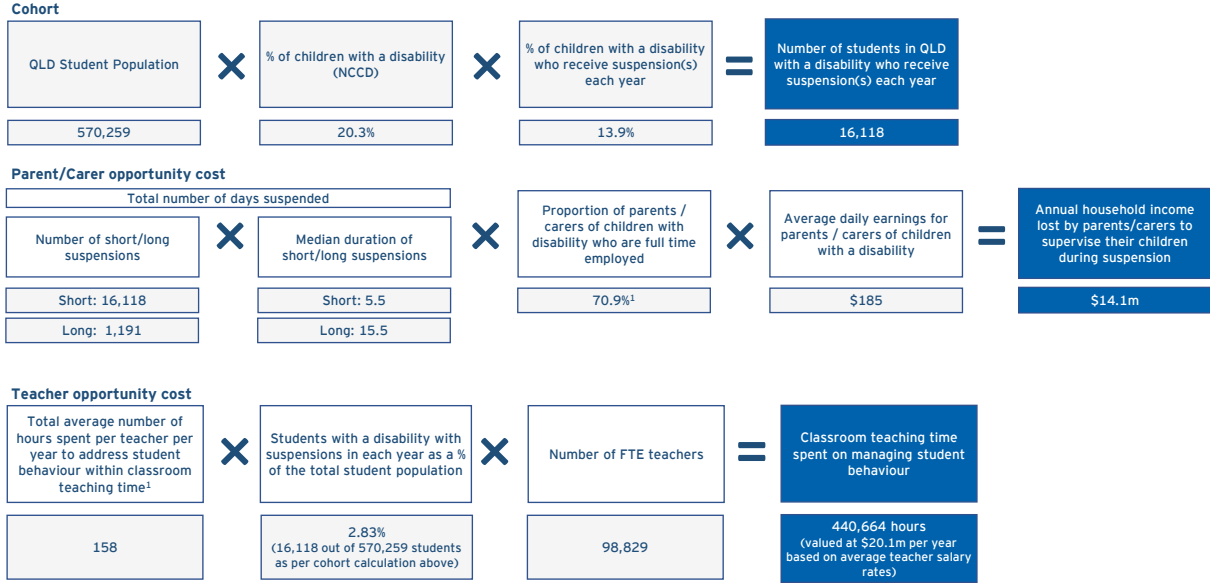 Cohort
QLD Student Population
% of children with a disability
(NCCD)
% of children with a disability
who receive suspension(s)
each year
Number of students in QLD
with a disability who receive
suspension(s) each year
570,259
20.3%
13.9%
16,118
Parent/Carer opportunity cost
Total number of days suspended
Number of short/long
suspensions
Median duration of
short/long suspensions
Proportion of parents /
carers of children with
disability who are full time
employed
Average daily earnings for
parents / carers of children
with a disability
Annual household income
lost by parents/carers to
supervise their children
during suspension
Short: 16,118
Short: 5.5
70.9%¹
$185
$14.1m
Long: 1,191
Long: 15.5
Teacher opportunity cost
Total average number of
hours spent per teacher per
year to address student
behaviour within classroom
teaching time¹
Students with a disability with
suspensions in each year as a %
of the total student population
Number of FTE teachers
Classroom teaching time
spent on managing student
behaviour
158
2.83%
(16,118 out of 570,259 students
as per cohort calculation above)
98,829
440,664 hours
(valued at $20.1m per year
based on average teacher salary
rates)